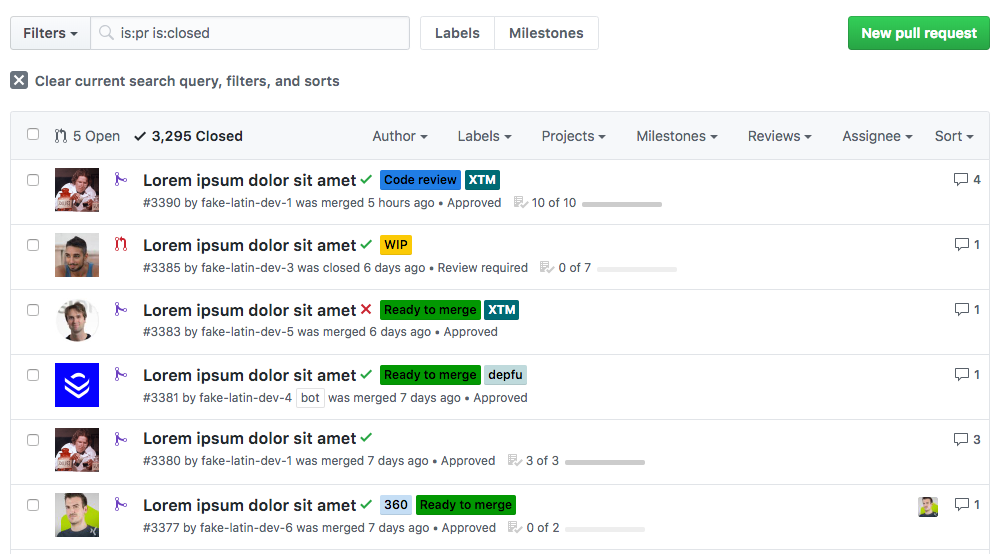 Filters is:pr is:closed Labels Milestones New pull request
Clear current search query, filters, and sorts
5 Open 3,295 Closed Author Labels Projects Milestones Reviews Assignee Sort
Lorem ipsum dolor sit amet Code review XTM 4
#3390 by fake-latin-dev-1 was merged 5 hours ago • Approved 10 of 10
Lorem ipsum dolor sit amet WIP 1
#3385 by fake-latin-dev-3 was closed 6 days ago • Review required 0 of 7
Lorem ipsum dolor sit amet Ready to merge XTM 1
#3383 by fake-latin-dev-5 was merged 6 days ago • Approved
Lorem ipsum dolor sit amet Ready to merge depfu 1
#3381 by fake-latin-dev-4 bot was merged 7 days ago • Approved
Lorem ipsum dolor sit amet 3
#3380 by fake-latin-dev-1 was merged 7 days ago • Approved 3 of 3
Lorem ipsum dolor sit amet 360 Ready to merge 1
#3377 by fake-latin-dev-6 was merged 7 days ago • Approved 0 of 2